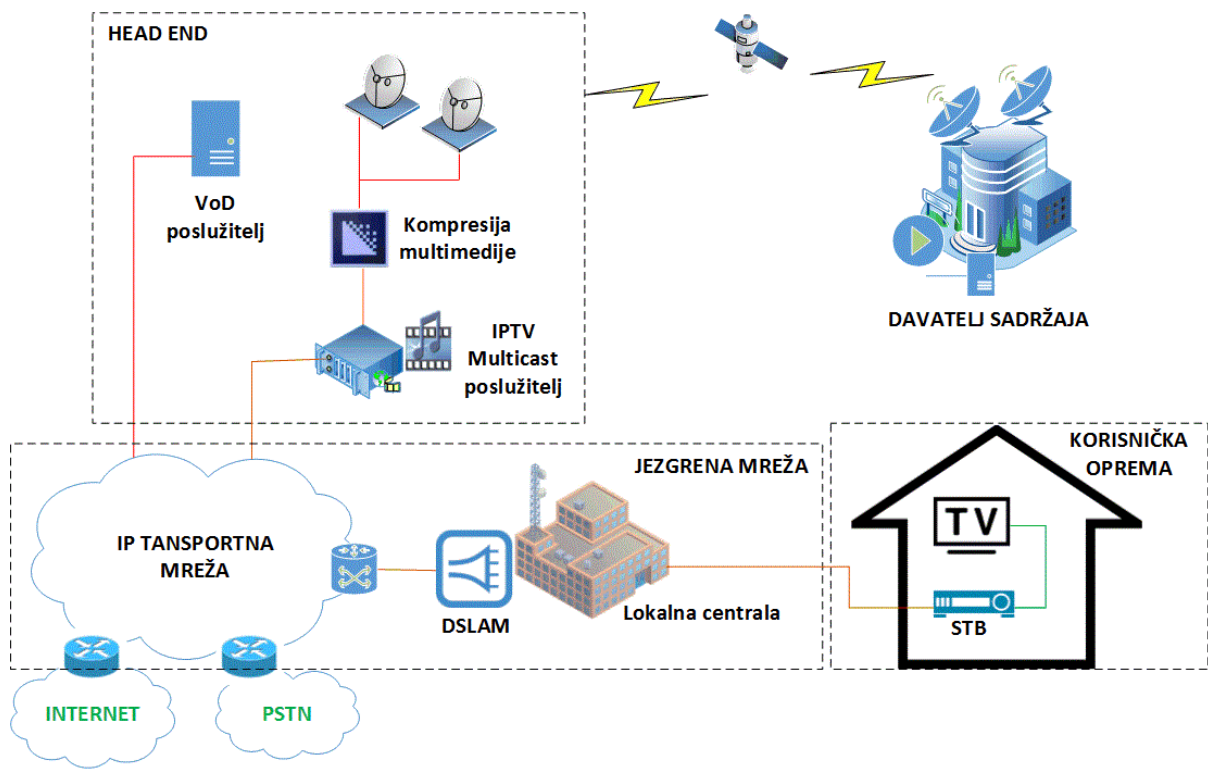 HEAD END
VoD
poslužitelj
Kompresija
multimedije
IPTV
Multicast
poslužitelj
DAVATELJ SADRŽAJA
JEZGRENA MREŽA
IP TANSPORTNA
MREŽA
DSLAM
Lokalna centrala
KORISNIČKA
OPREMA
TV
STB
INTERNET
PSTN